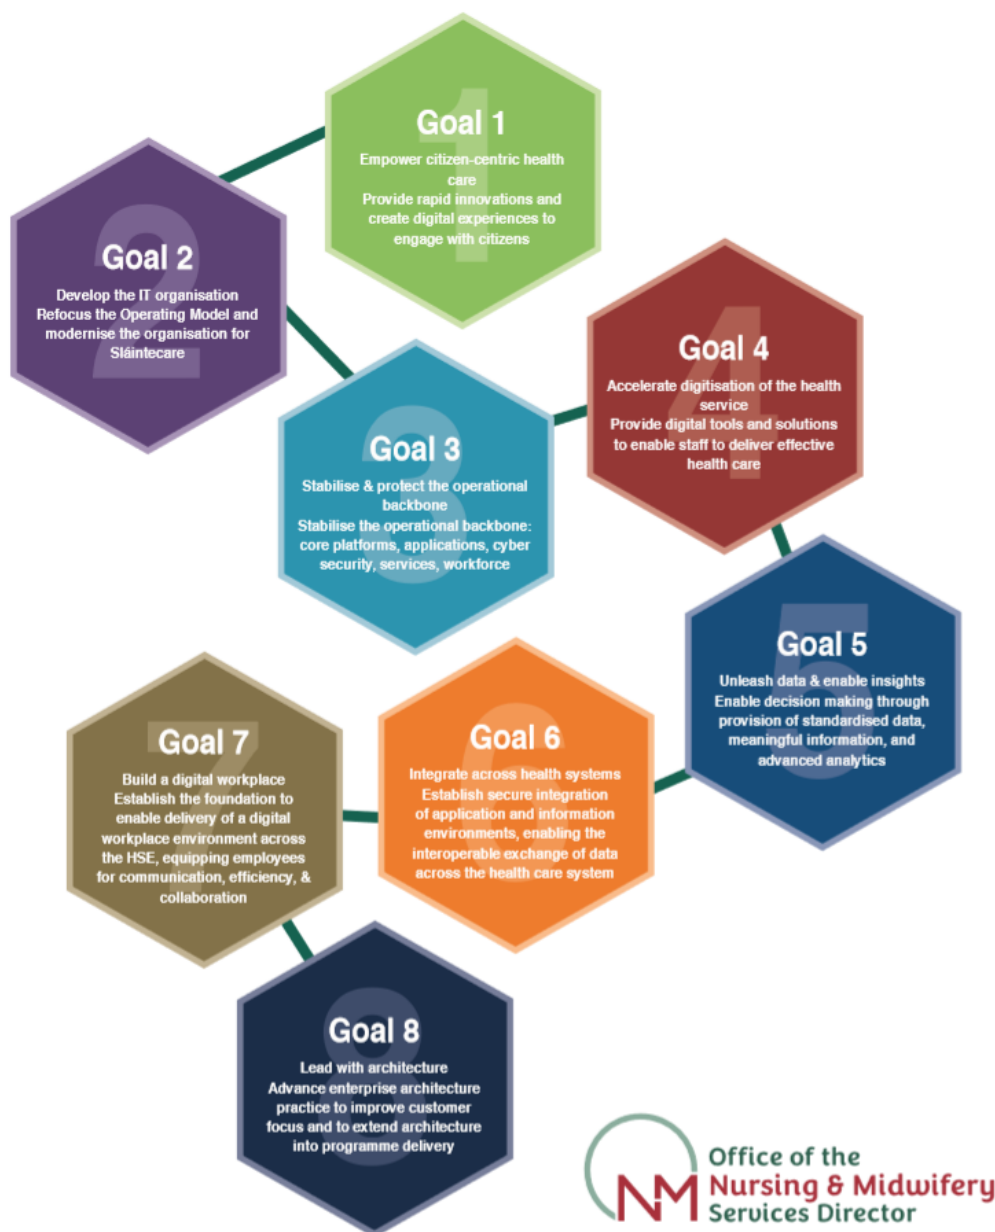 Goal 1
Empower citizen-centric health
care
Provide rapid innovations and
create digital experiences to
engage with citizens
1
Goal 2
Develop the IT organisation
Refocus the Operating Model and
modernise the organisation for
Sláintecare
2
Goal 3
Stabilise & protect the operational
backbone
Stabilise the operational backbone:
core platforms, applications, cyber
security, services, workforce
3
Goal 4
Accelerate digitisation of the health
service
Provide digital tools and solutions
to enable staff to deliver effective
health care
4
Goal 5
Unleash data & enable insights
Enable decision making through
provision of standardised data,
meaningful information, and
advanced analytics
5
Goal 6
Integrate across health systems
Establish secure integration
of application and information
environments, enabling the
interoperable exchange of data
across the health care system
6
Goal 7
Build a digital workplace
Establish the foundation to
enable delivery of a digital
workplace environment across
the HSE, equipping employees
for communication, efficiency, &
collaboration
7
Goal 8
Lead with architecture
Advance enterprise architecture
practice to improve customer
focus and to extend architecture
into programme delivery
8
NM
Office of the
Nursing & Midwifery
Services Director